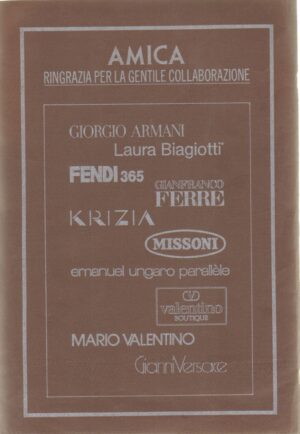 AMICA
RINGRAZIA PER LA GENTILE COLLABORAZIONE
GIORGIO ARMANI
Laura Biagiotti
FENDI 365
GIANFRANCO
FERRE
KRIZIA
MISSONI
emanuel ungaro parallèle
valentino
BOUTIQUE
MARIO VALENTINO
Gianni Versace